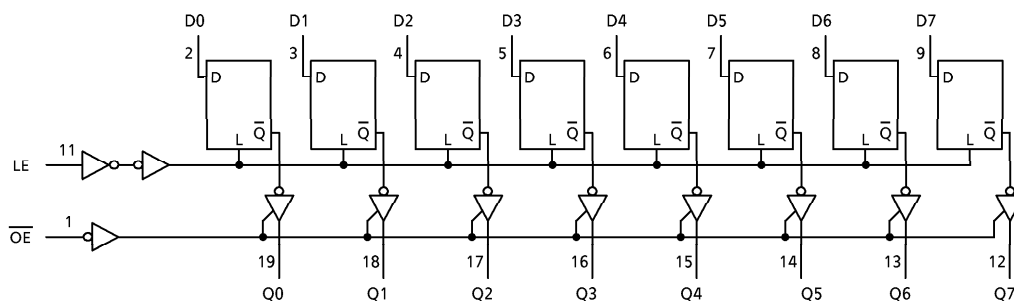 D0 D1 D2 D3 D4 D5 D6 D7
2 3 4 5 6 7 8 9
D D D D D D D D
Q̅ Q̅ Q̅ Q̅ Q̅ Q̅ Q̅ Q̅
L L L L L L L L
11
LE
1
O̅E̅
19 18 17 16 15 14 13 12
Q0 Q1 Q2 Q3 Q4 Q5 Q6 Q7